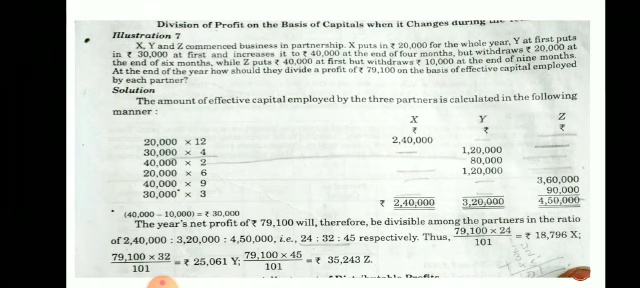 Division of Profit on the Basis of Capitals when it Changes during
Illustration 7
X, Y and Z commenced business in partnership. X puts in ₹ 20,000 for the whole year, Y at first puts
in ₹ 30,000 at first and increases it to ₹ 40,000 at the end of four months, but withdraws ₹ 20,000 at
the end of six months, while Z puts ₹ 40,000 at first but withdraws ₹ 10,000 at the end of nine months.
At the end of the year how should they divide a profit of ₹ 79,100 on the basis of effective capital employed
by each partner?
Solution
The amount of effective capital employed by the three partners is calculated in the following
manner :
X Y Z
₹ ₹ ₹
20,000 × 12 2,40,000
30,000 × 4 1,20,000
40,000 × 2 80,000
20,000 × 6 1,20,000
40,000 × 9 3,60,000
30,000* × 3 90,000
₹ 2,40,000 3,20,000 4,50,000
* (40,000 – 10,000) = ₹ 30,000
The year's net profit of ₹ 79,100 will, therefore, be divisible among the partners in the ratio
of 2,40,000 : 3,20,000 : 4,50,000, i.e., 24 : 32 : 45 respectively. Thus, 79,100 × 24 / 101 = ₹ 18,796 X;
79,100 × 32 / 101 = ₹ 25,061 Y; 79,100 × 45 / 101 = ₹ 35,243 Z.